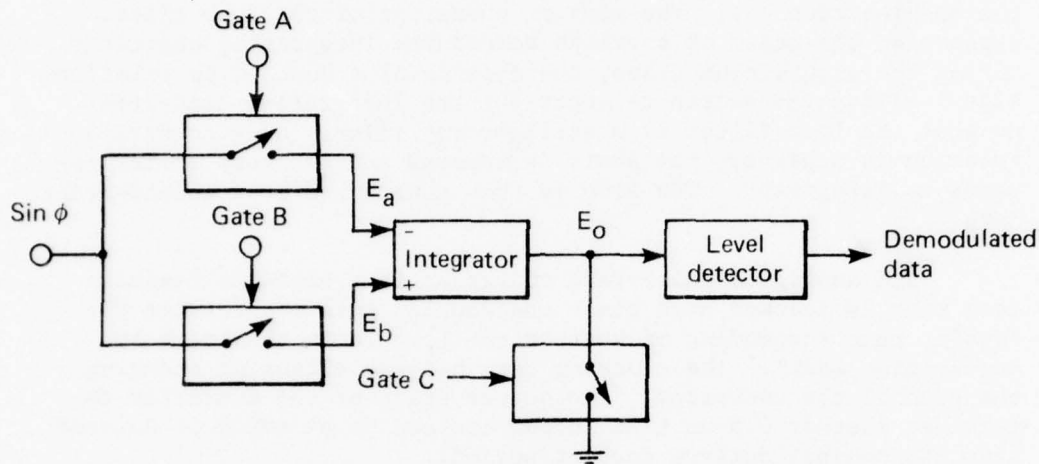 Gate A
Sin ϕ
E_a
Gate B
−
Integrator
+
E_o
Level
detector
Demodulated
data
E_b
Gate C